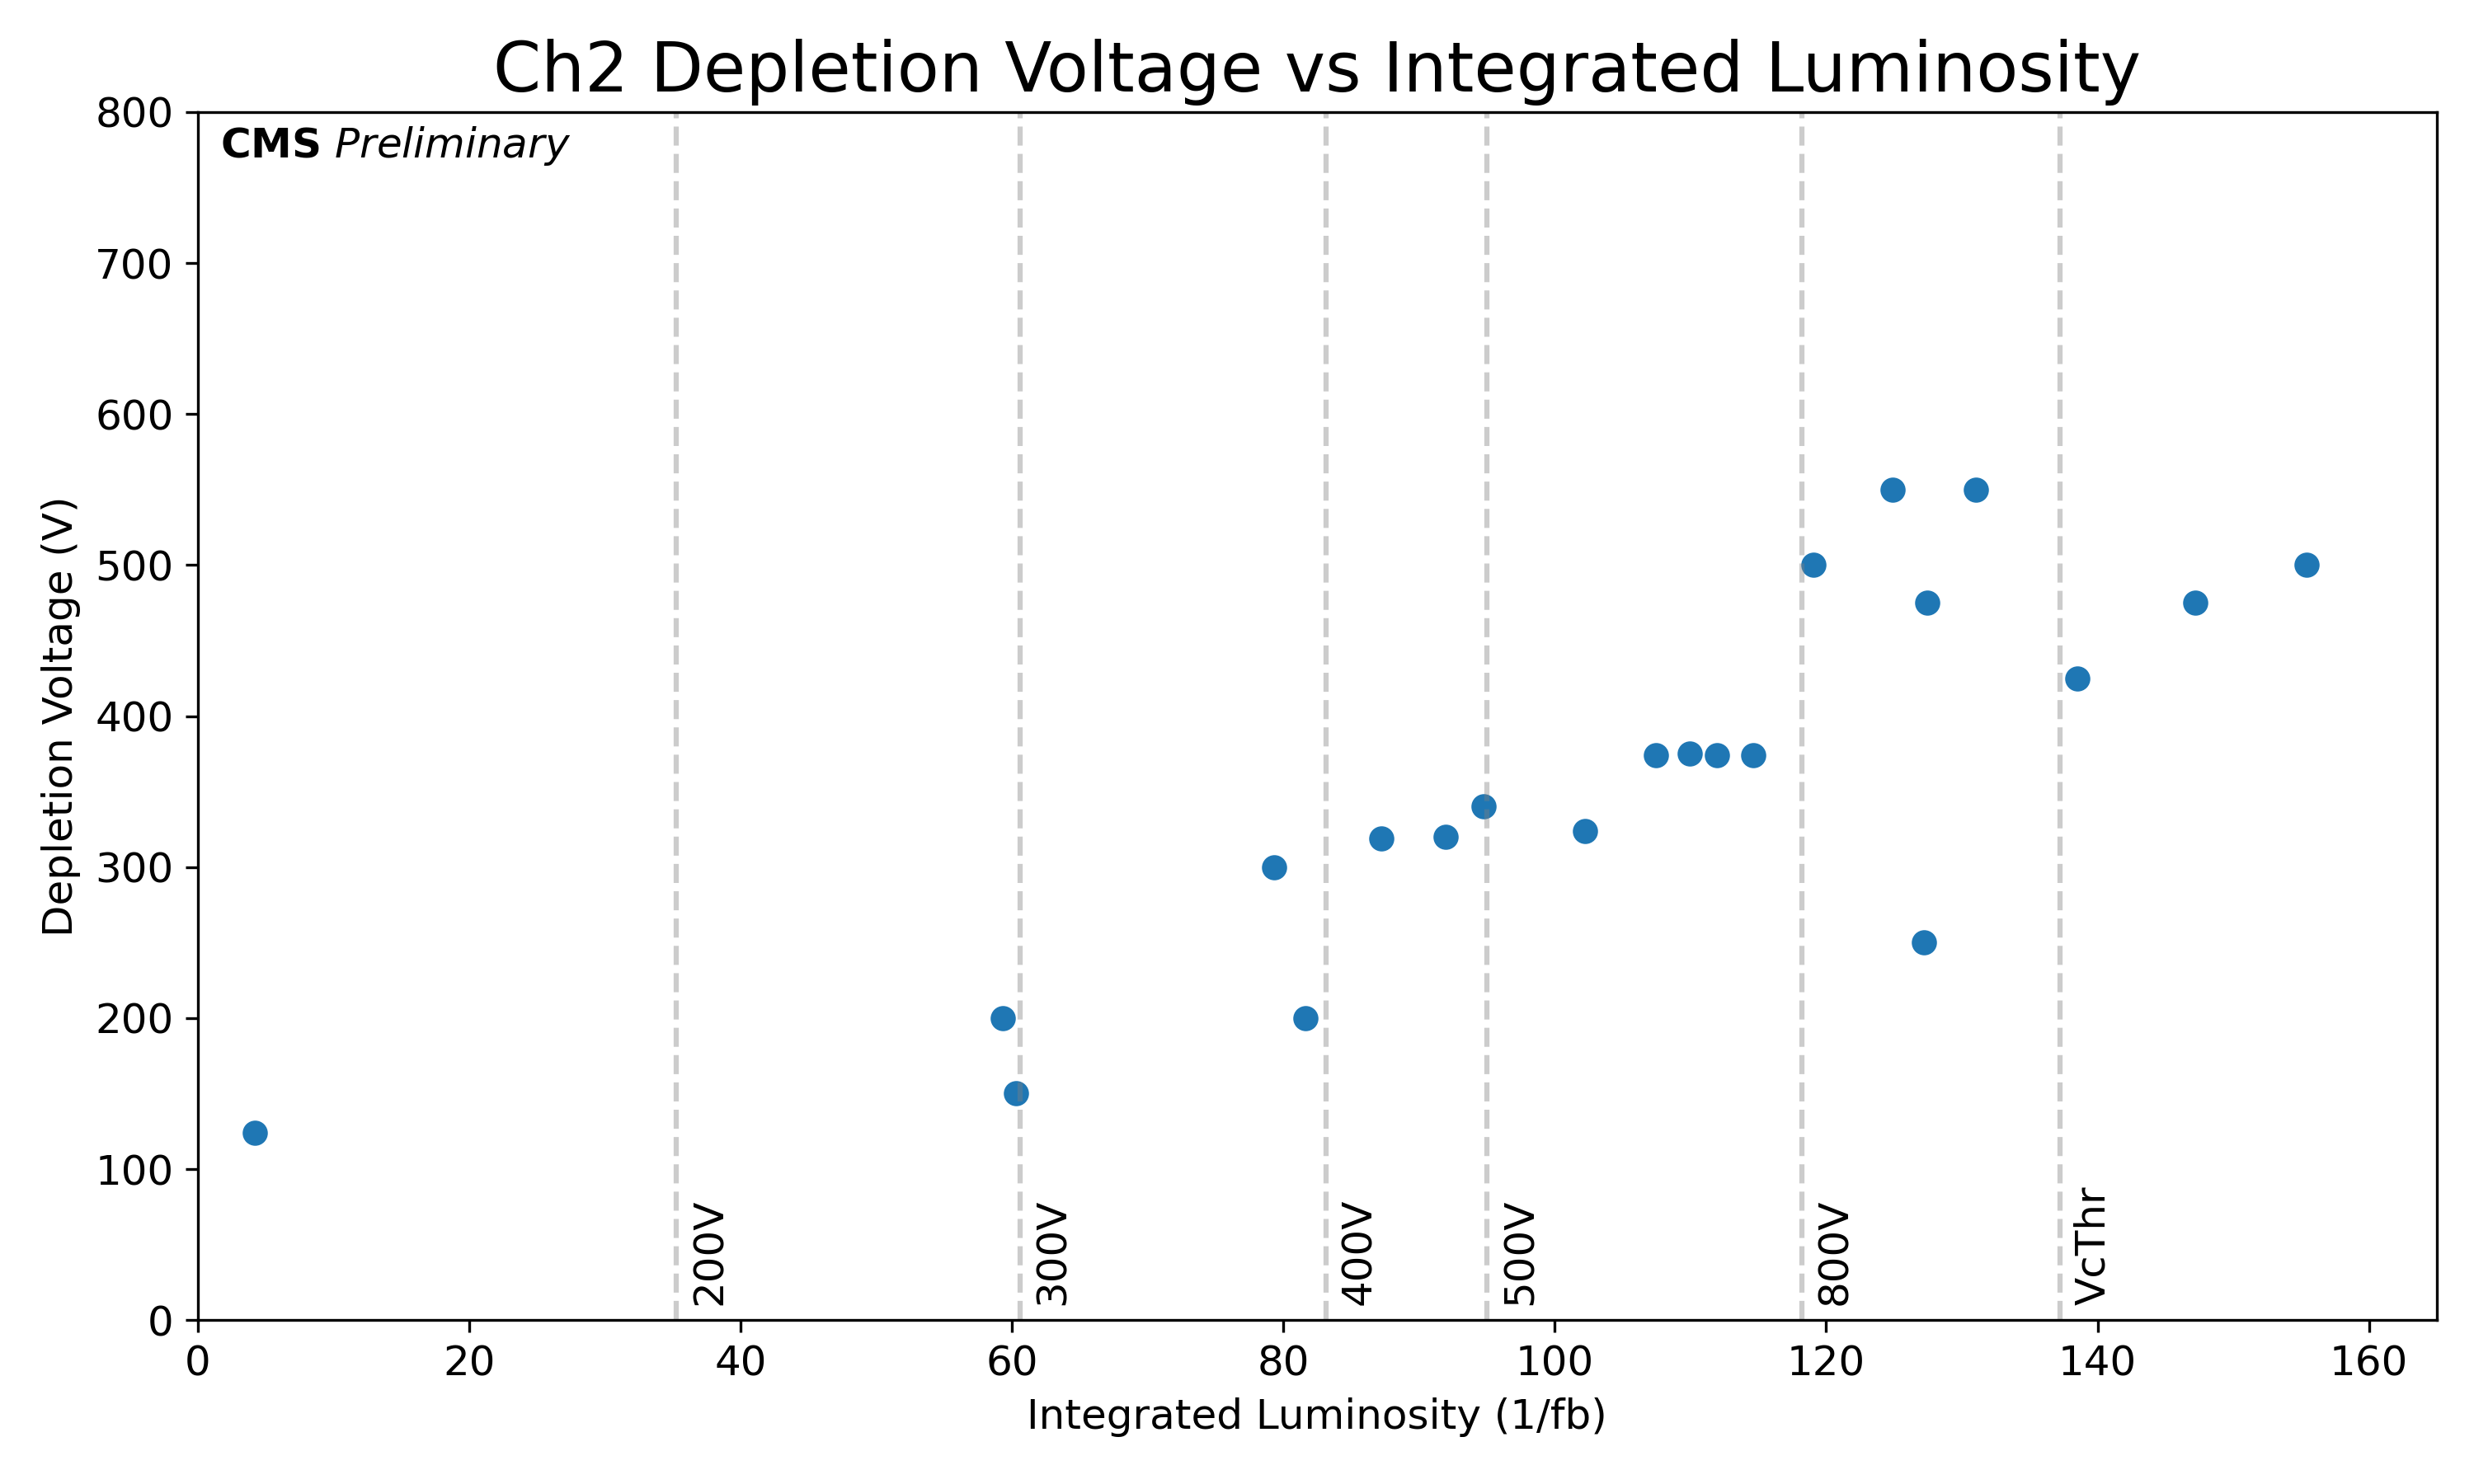 Ch2 Depletion Voltage vs Integrated Luminosity
CMS Preliminary
Depletion Voltage (V)
800
700
600
500
400
300
200
100
0
200V
300V
400V
500V
800V
VcThr
0 20 40 60 80 100 120 140 160
Integrated Luminosity (1/fb)